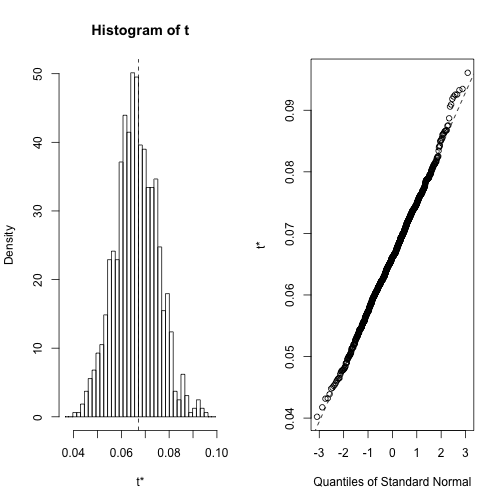 Histogram of t
Density
0 10 20 30 40 50
0.04 0.06 0.08 0.10
t*
t*
0.04 0.05 0.06 0.07 0.08 0.09
-3 -2 -1 0 1 2 3
Quantiles of Standard Normal